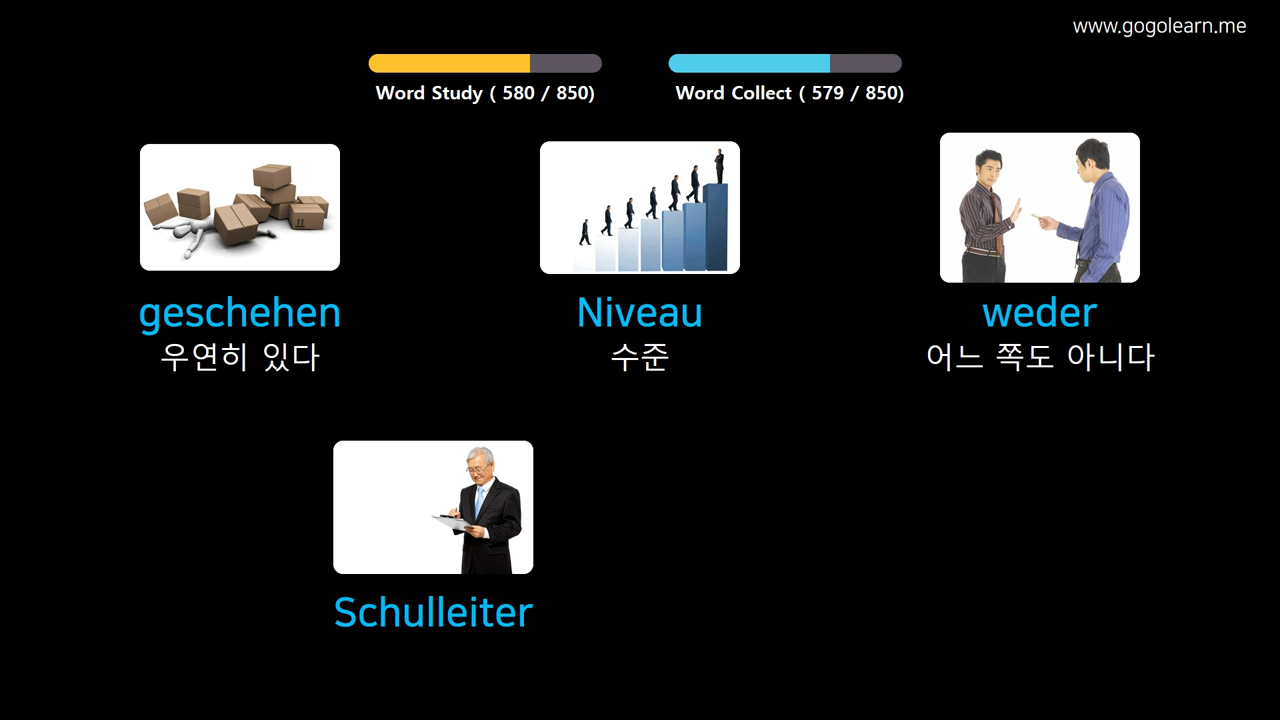 www.gogolearn.me
Word Study ( 580 / 850)
Word Collect ( 579 / 850)
geschehen
우연히 있다
Niveau
수준
weder
어느 쪽도 아니다
Schulleiter